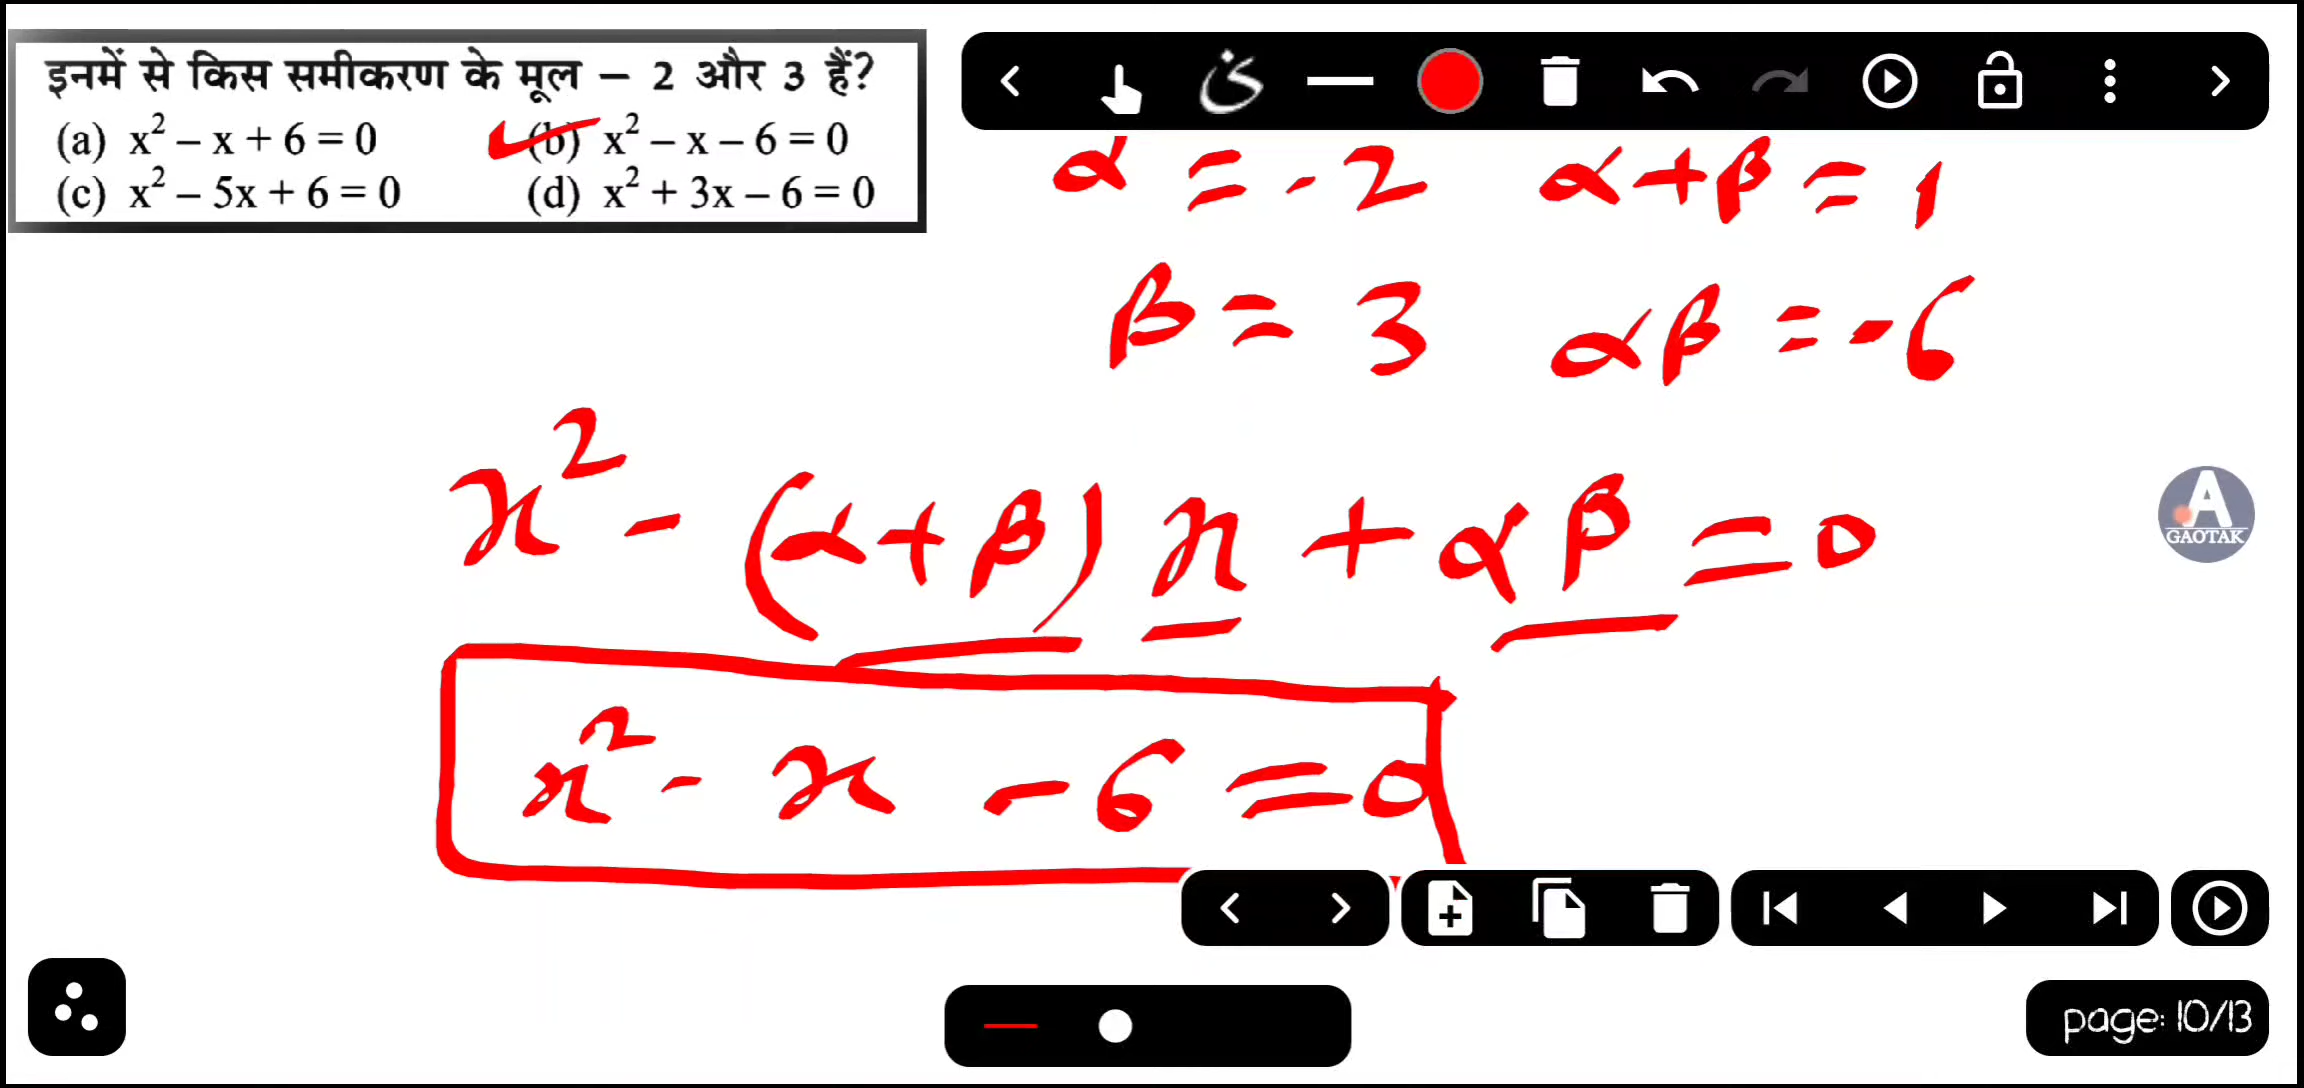 इनमें से किस समीकरण के मूल – 2 और 3 हैं?
(a) x² – x + 6 = 0 (b) x² – x – 6 = 0
(c) x² – 5x + 6 = 0 (d) x² + 3x – 6 = 0
α = -2 α+β = 1
β = 3 αβ = -6
x² - (α+β) x + αβ = 0
x² - x - 6 = 0
A
GAOTAK
page: 10/13